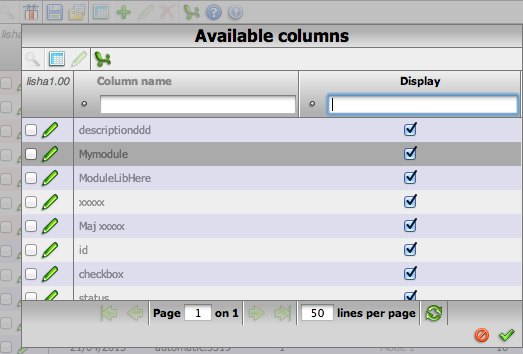 Available columns
lisha1.00 Column name Display
descriptionddd
Mymodule
ModuleLibHere
xxxxx
Maj xxxxx
id
checkbox
status
Page 1 on 1 50 lines per page